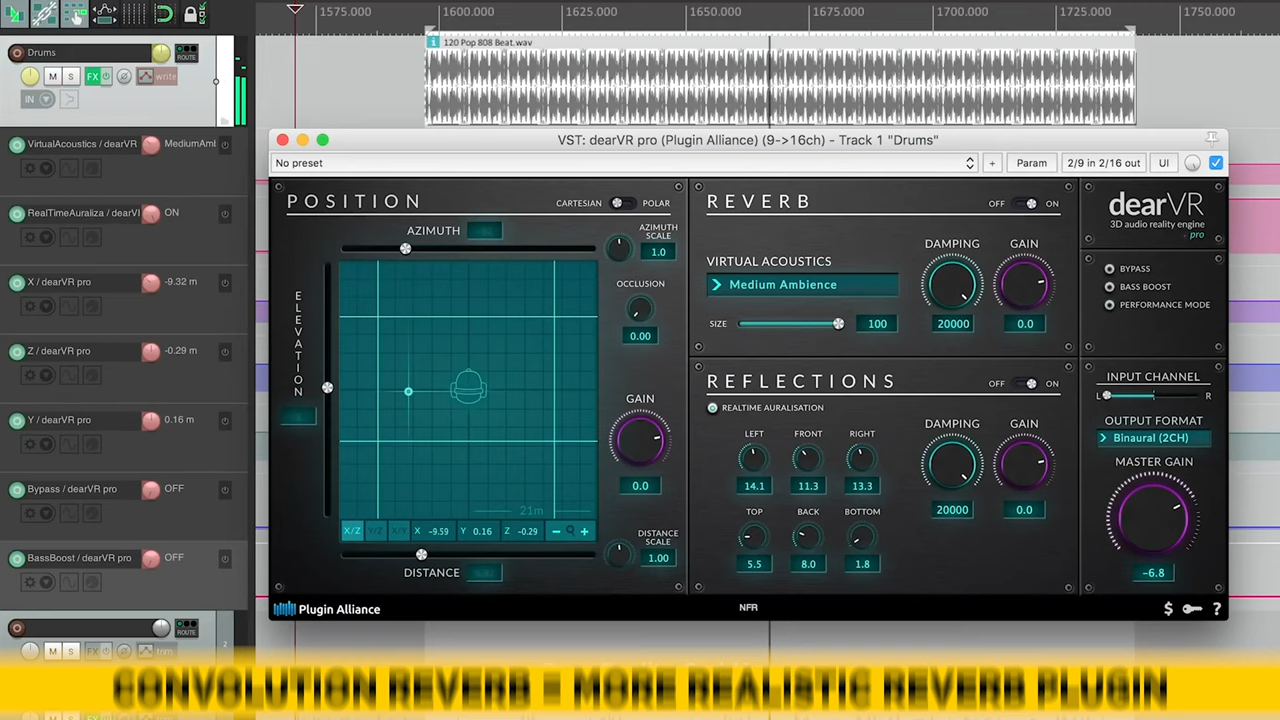 1575.000 1600.000 1625.000 1650.000 1675.000 1700.000 1725.000 1750.000
120 Pop 808 Beat.wav
Drums
ROUTE
M S FX write
IN
VirtualAcoustics / dearVR MediumAmb
RealTimeAuraliza / dearVI ON
X / dearVR pro -9.32 m
Z / dearVR pro -0.29 m
Y / dearVR pro 0.16 m
Bypass / dearVR pro OFF
BassBoost / dearVR pro OFF
ROUTE
M S FX trim
2
VST: dearVR pro (Plugin Alliance) (9->16ch) - Track 1 "Drums"
No preset
+ Param 2/9 in 2/16 out UI
POSITION
CARTESIAN POLAR
AZIMUTH
AZIMUTH
SCALE
1.0
ELEVATION
OCCLUSION
0.00
GAIN
0.0
21m
X/Z Y/Z X/Y X -9.59 Y 0.16 Z -0.29 − +
DISTANCE
DISTANCE
SCALE
1.00
REVERB
OFF ON
VIRTUAL ACOUSTICS
Medium Ambience
SIZE 100
DAMPING GAIN
20000 0.0
REFLECTIONS
OFF ON
REALTIME AURALISATION
LEFT FRONT RIGHT
14.1 11.3 13.3
TOP BACK BOTTOM
5.5 8.0 1.8
DAMPING GAIN
20000 0.0
dearVR
3D audio reality engine
pro
BYPASS
BASS BOOST
PERFORMANCE MODE
INPUT CHANNEL
L R
OUTPUT FORMAT
Binaural (2CH)
MASTER GAIN
-6.8
Plugin Alliance
NFR
$ ?
CONVOLUTION REVERB = MORE REALISTIC REVERB PLUGIN